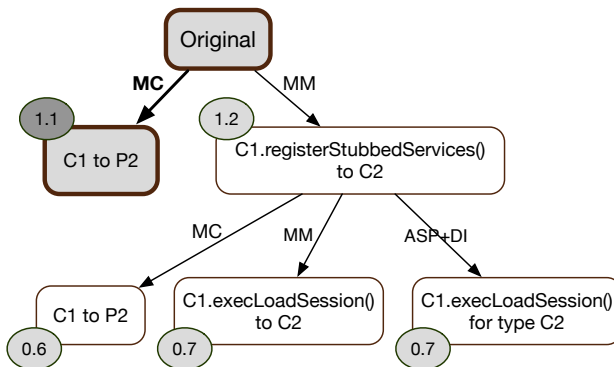 Original
MC
MM
1.1
1.2
C1 to P2
C1.registerStubbedServices()
to C2
MC
MM
ASP+DI
C1 to P2
C1.execLoadSession()
to C2
C1.execLoadSession()
for type C2
0.6
0.7
0.7